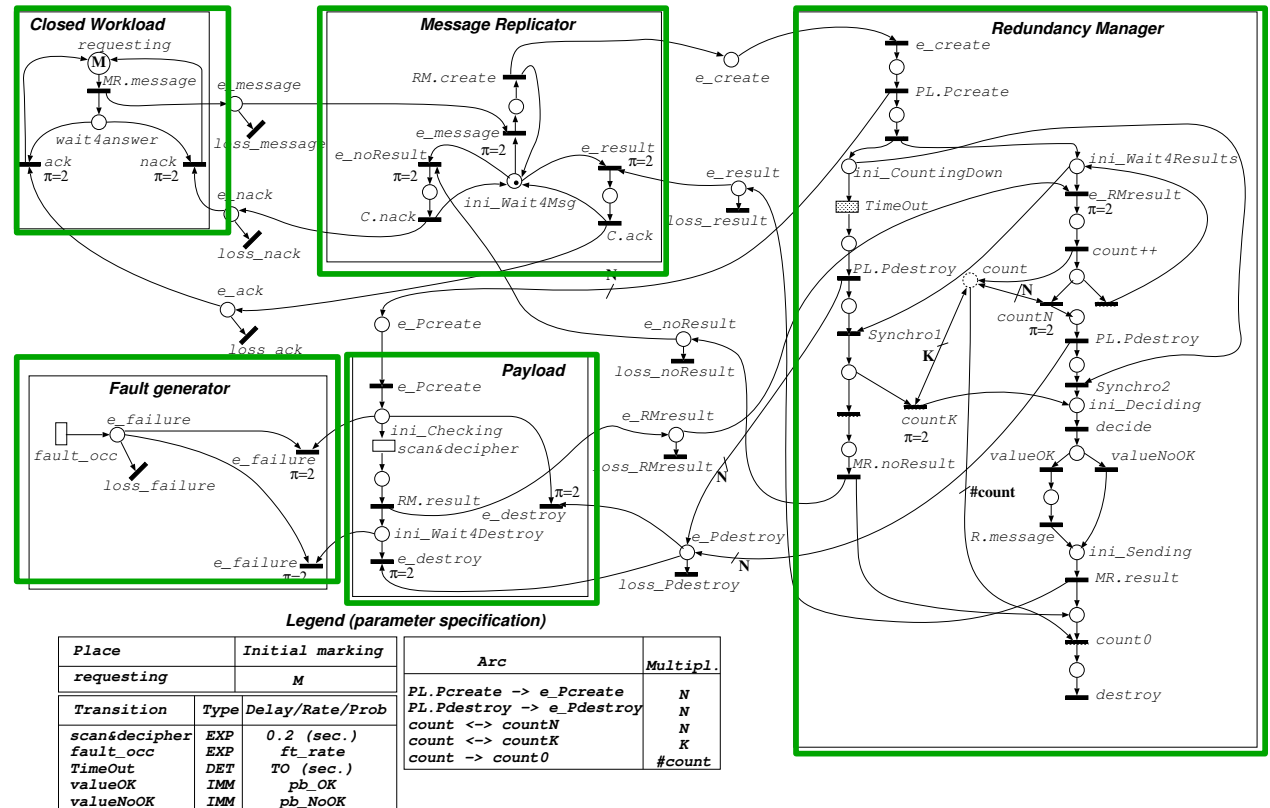 Closed Workload
requesting
M
MR.message
wait4answer
ack
π=2
nack
π=2
e_message
loss_message
e_nack
loss_nack
e_ack
loss_ack
Message Replicator
RM.create
e_message
π=2
e_noResult
π=2
e_result
π=2
ini_Wait4Msg
C.nack
C.ack
e_create
e_result
loss_result
N
e_Pcreate
e_noResult
loss_noResult
Fault generator
fault_occ
e_failure
loss_failure
e_failure
π=2
e_failure
π=2
Payload
e_Pcreate
ini_Checking
scan&decipher
RM.result
π=2
e_destroy
ini_Wait4Destroy
e_destroy
π=2
e_RMresult
loss_RMresult
N
e_Pdestroy
loss_Pdestroy
N
Redundancy Manager
e_create
PL.Pcreate
ini_CountingDown
ini_Wait4Results
TimeOut
e_RMresult
π=2
count++
PL.Pdestroy
count
N
countN
π=2
Synchro1
K
PL.Pdestroy
Synchro2
ini_Deciding
countK
π=2
decide
valueOK
valueNoOK
MR.noResult
#count
R.message
ini_Sending
MR.result
count0
destroy
Legend (parameter specification)
Place Initial marking
requesting M
Transition Type Delay/Rate/Prob
scan&decipher EXP 0.2 (sec.)
fault_occ EXP ft_rate
TimeOut DET TO (sec.)
valueOK IMM pb_OK
valueNoOK IMM pb_NoOK
Arc Multipl.
PL.Pcreate -> e_Pcreate N
PL.Pdestroy -> e_Pdestroy N
count <-> countN N
count <-> countK K
count -> count0 #count